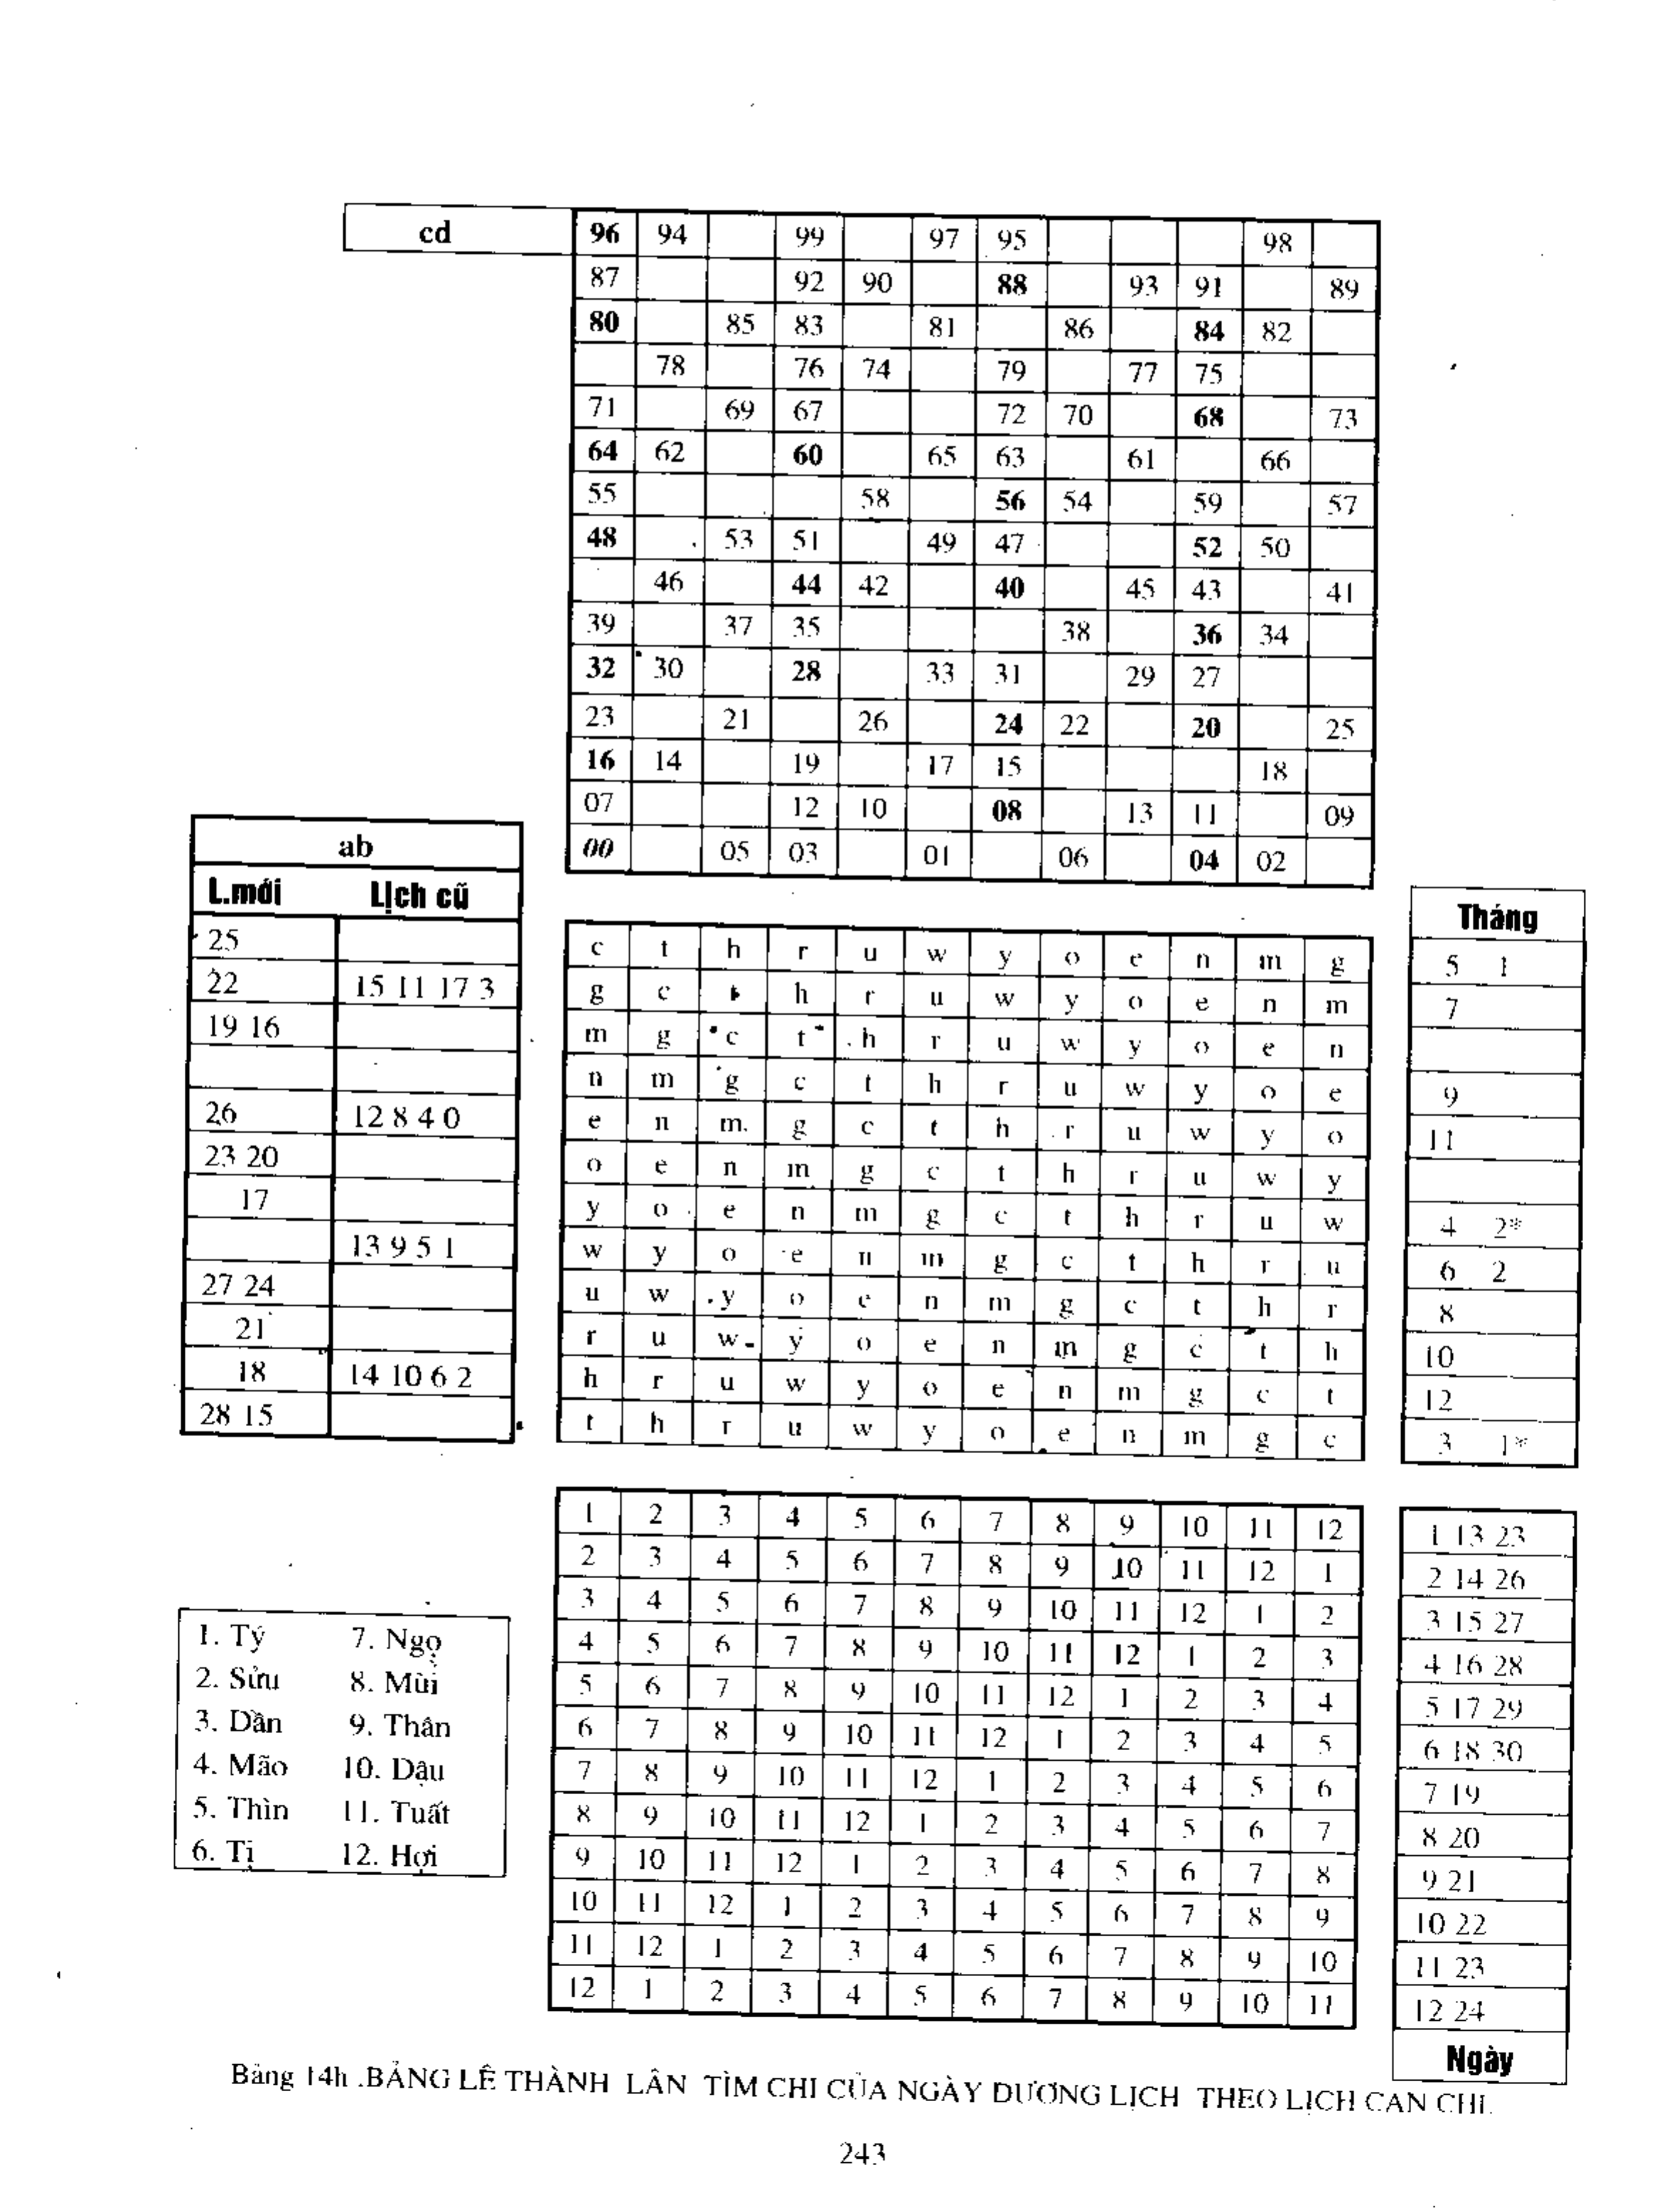 cd 96 94 99 97 95 98
87 92 90 88 93 91 89
80 85 83 81 86 84 82
78 76 74 79 77 75
71 69 67 72 70 68 73
64 62 60 65 63 61 66
55 58 56 54 59 57
48 53 51 49 47 52 50
46 44 42 40 45 43 41
39 37 35 38 36 34
32 30 28 33 31 29 27
23 21 26 24 22 20 25
16 14 19 17 15 18
07 12 10 08 13 11 09
00 05 03 01 06 04 02
ab
L.mới Lịch cũ
25
22 15 11 17 3
19 16
26 12 8 4 0
23 20
17
13 9 5 1
27 24
21
18 14 10 6 2
28 15
c t h r u w y o e n m g
g c t h r u w y o e n m
m g c t h r u w y o e n
n m g c t h r u w y o e
e n m g c t h r u w y o
o e n m g c t h r u w y
y o e n m g c t h r u w
w y o e n m g c t h r u
u w y o e n m g c t h r
r u w y o e n m g c t h
h r u w y o e n m g c t
t h r u w y o e n m g c
Tháng
5 1
7
9
11
4 2*
6 2
8
10
12
3 1*
1. Tý 7. Ngọ
2. Sửu 8. Mùi
3. Dần 9. Thân
4. Mão 10. Dậu
5. Thìn 11. Tuất
6. Tị 12. Hợi
1 2 3 4 5 6 7 8 9 10 11 12
2 3 4 5 6 7 8 9 10 11 12 1
3 4 5 6 7 8 9 10 11 12 1 2
4 5 6 7 8 9 10 11 12 1 2 3
5 6 7 8 9 10 11 12 1 2 3 4
6 7 8 9 10 11 12 1 2 3 4 5
7 8 9 10 11 12 1 2 3 4 5 6
8 9 10 11 12 1 2 3 4 5 6 7
9 10 11 12 1 2 3 4 5 6 7 8
10 11 12 1 2 3 4 5 6 7 8 9
11 12 1 2 3 4 5 6 7 8 9 10
12 1 2 3 4 5 6 7 8 9 10 11
1 13 23
2 14 26
3 15 27
4 16 28
5 17 29
6 18 30
7 19
8 20
9 21
10 22
11 23
12 24
Ngày
Bảng 14h .BẢNG LÊ THÀNH LÂN TÌM CHI CỦA NGÀY DƯƠNG LỊCH THEO LỊCH CAN CHI.
243